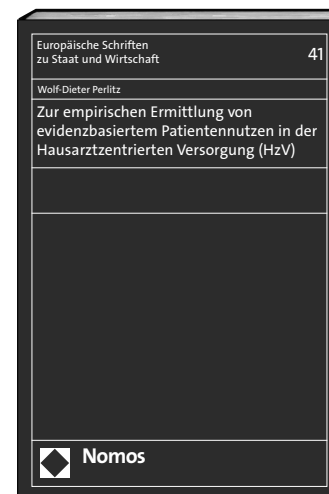 Europäische Schriften
zu Staat und Wirtschaft
41
Wolf-Dieter Perlitz
Zur empirischen Ermittlung von
evidenzbasiertem Patientennutzen in der
Hausarztzentrierten Versorgung (HzV)
Nomos